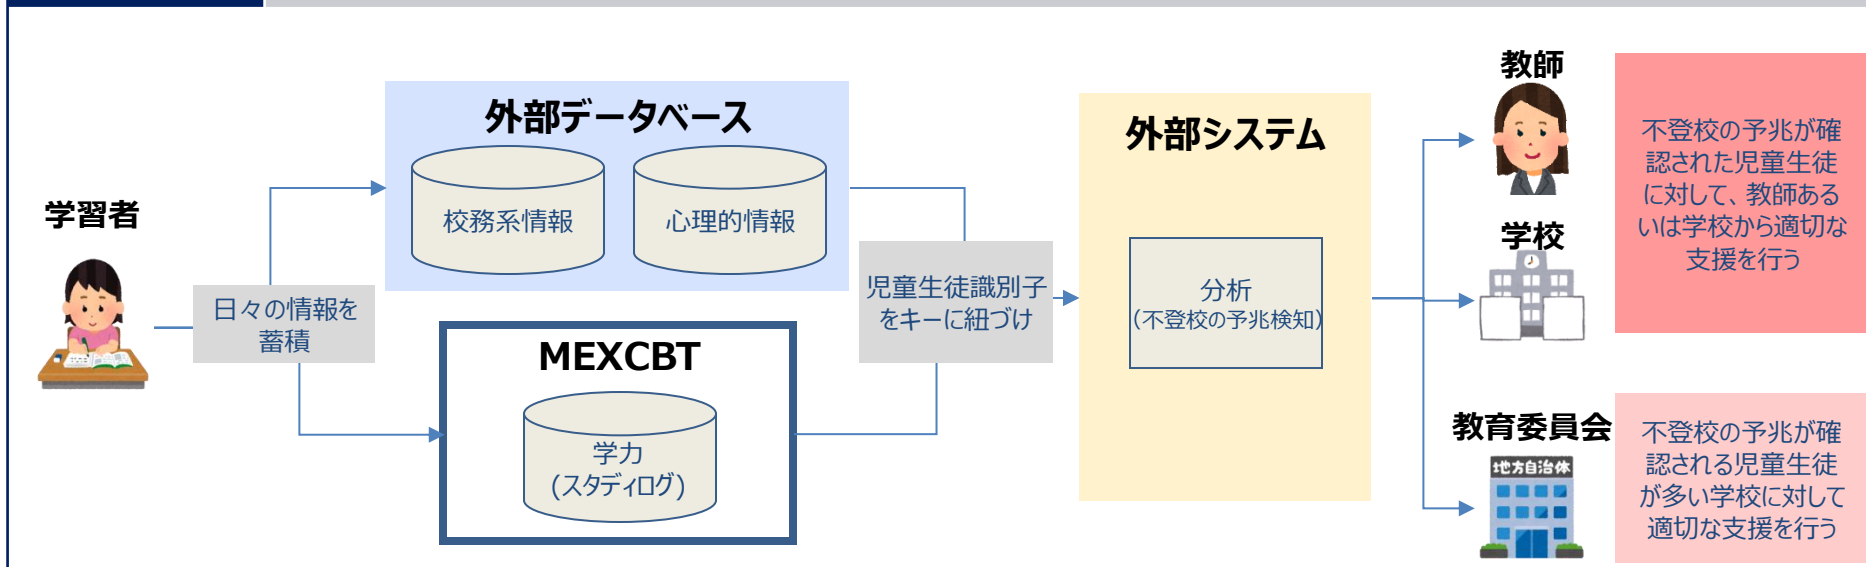 学習者
日々の情報を
蓄積
外部データベース
校務系情報
心理的情報
MEXCBT
学力
(スタディログ)
児童生徒識別子
をキーに紐づけ
外部システム
分析
(不登校の予兆検知)
教師
学校
教育委員会
地方自治体
不登校の予兆が確
認された児童生徒
に対して、教師ある
いは学校から適切な
支援を行う
不登校の予兆が確
認される児童生徒
が多い学校に対して
適切な支援を行う